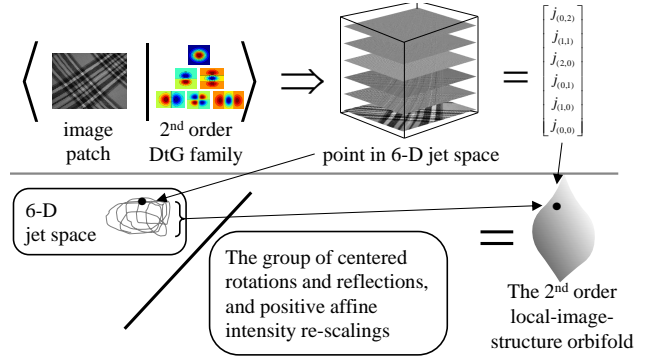 image
patch
2nd order
DtG family
=
j(0,2)
j(1,1)
j(2,0)
j(0,1)
j(1,0)
j(0,0)
point in 6-D jet space
6-D
jet space
The group of centered
rotations and reflections,
and positive affine
intensity re-scalings
=
The 2nd order
local-image-
structure orbifold